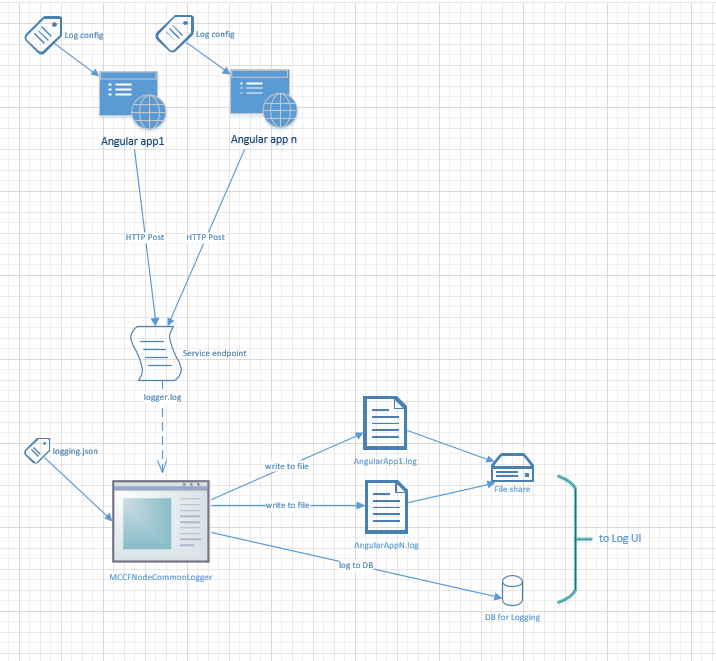 Log config
Log config
Angular app1
Angular app n
HTTP Post
HTTP Post
Service endpoint
logger.log
logging.json
write to file
AngularApp1.log
File share
write to file
AngularAppN.log
to Log UI
log to DB
MCCFNodeCommonLogger
DB for Logging